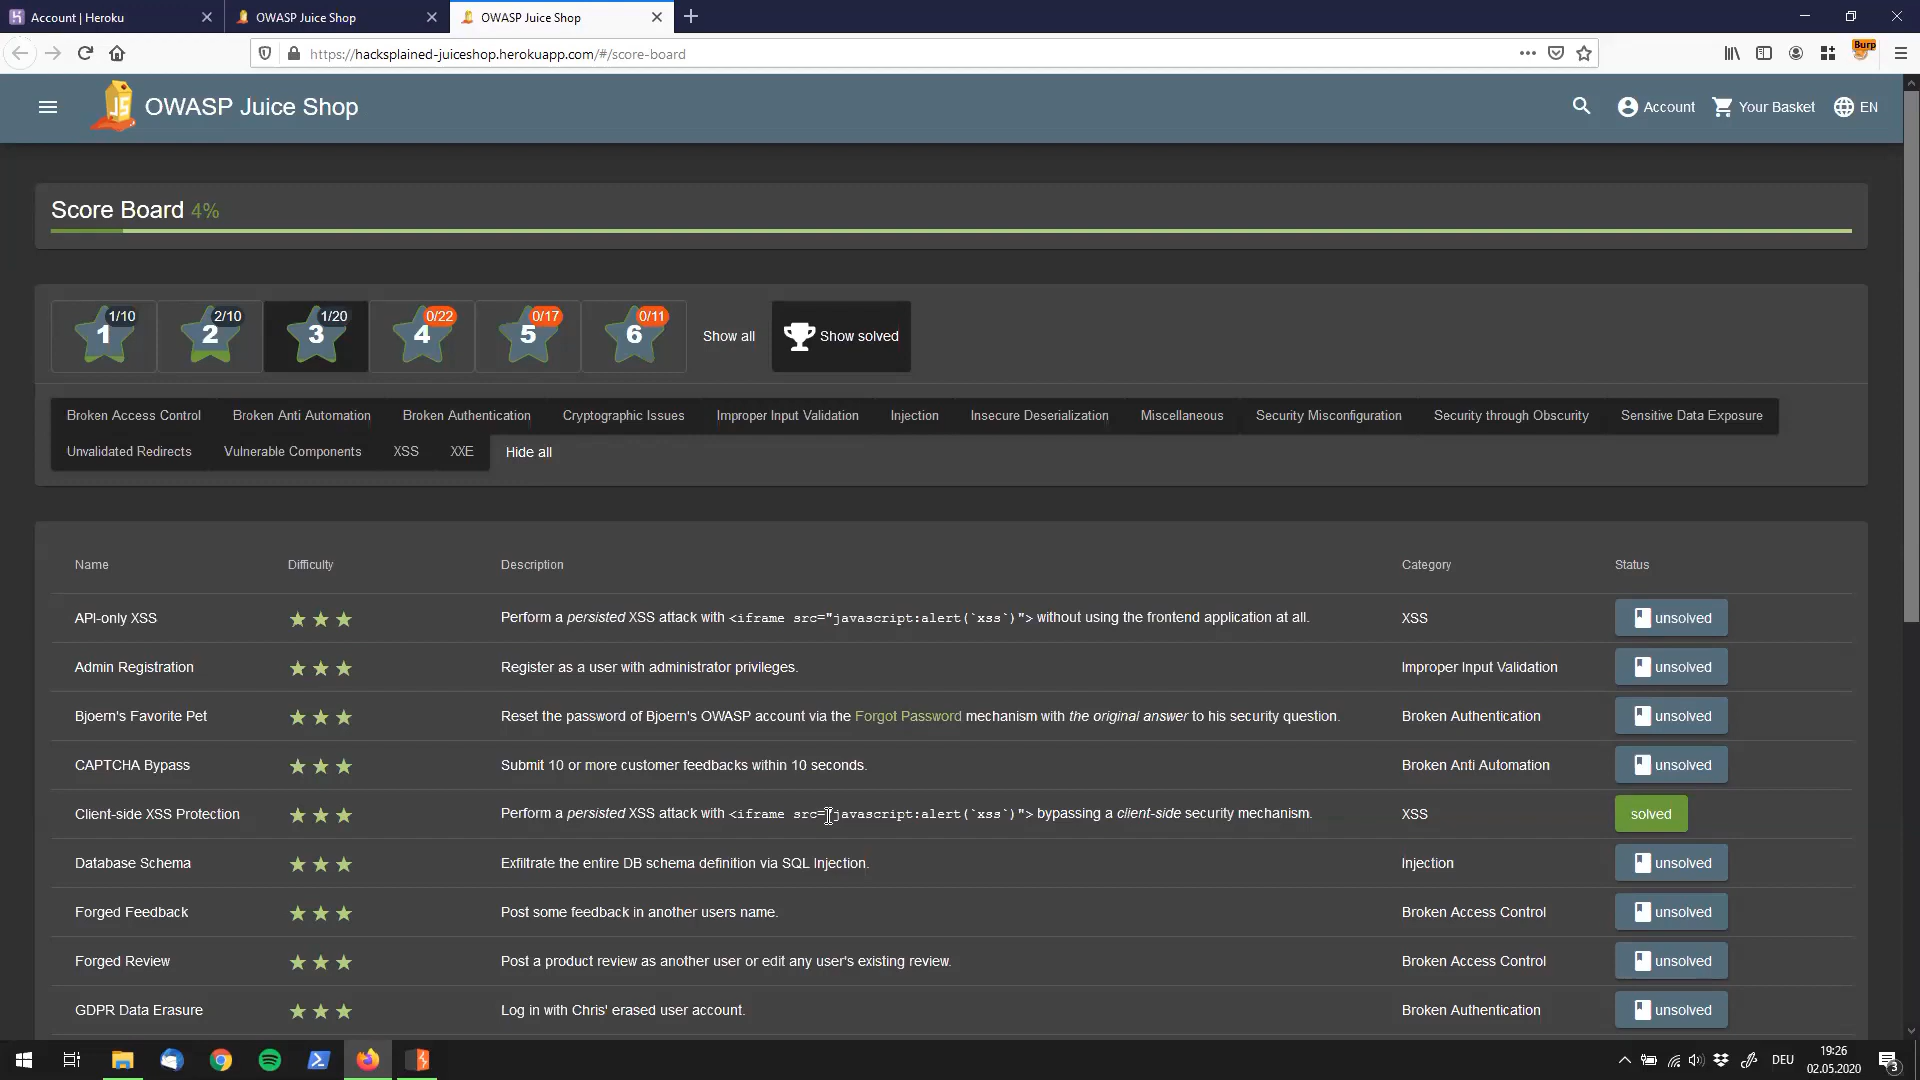 Account | Heroku
OWASP Juice Shop
OWASP Juice Shop
https://hacksplained-juiceshop.herokuapp.com/#/score-board
Burp
JS
OWASP Juice Shop
Account
Your Basket
EN
Score Board 4%
1 1/10
2 2/10
3 1/20
4 0/22
5 0/17
6 0/11
Show all
Show solved
Broken Access Control
Broken Anti Automation
Broken Authentication
Cryptographic Issues
Improper Input Validation
Injection
Insecure Deserialization
Miscellaneous
Security Misconfiguration
Security through Obscurity
Sensitive Data Exposure
Unvalidated Redirects
Vulnerable Components
XSS
XXE
Hide all
Name Difficulty Description Category Status
API-only XSS Perform a persisted XSS attack with <iframe src="javascript:alert(`xss`)"> without using the frontend application at all. XSS unsolved
Admin Registration Register as a user with administrator privileges. Improper Input Validation unsolved
Bjoern's Favorite Pet Reset the password of Bjoern's OWASP account via the Forgot Password mechanism with the original answer to his security question. Broken Authentication unsolved
CAPTCHA Bypass Submit 10 or more customer feedbacks within 10 seconds. Broken Anti Automation unsolved
Client-side XSS Protection Perform a persisted XSS attack with <iframe src="javascript:alert(`xss`)"> bypassing a client-side security mechanism. XSS solved
Database Schema Exfiltrate the entire DB schema definition via SQL Injection. Injection unsolved
Forged Feedback Post some feedback in another users name. Broken Access Control unsolved
Forged Review Post a product review as another user or edit any user's existing review. Broken Access Control unsolved
GDPR Data Erasure Log in with Chris' erased user account. Broken Authentication unsolved
DEU
19:26
02.05.2020
3